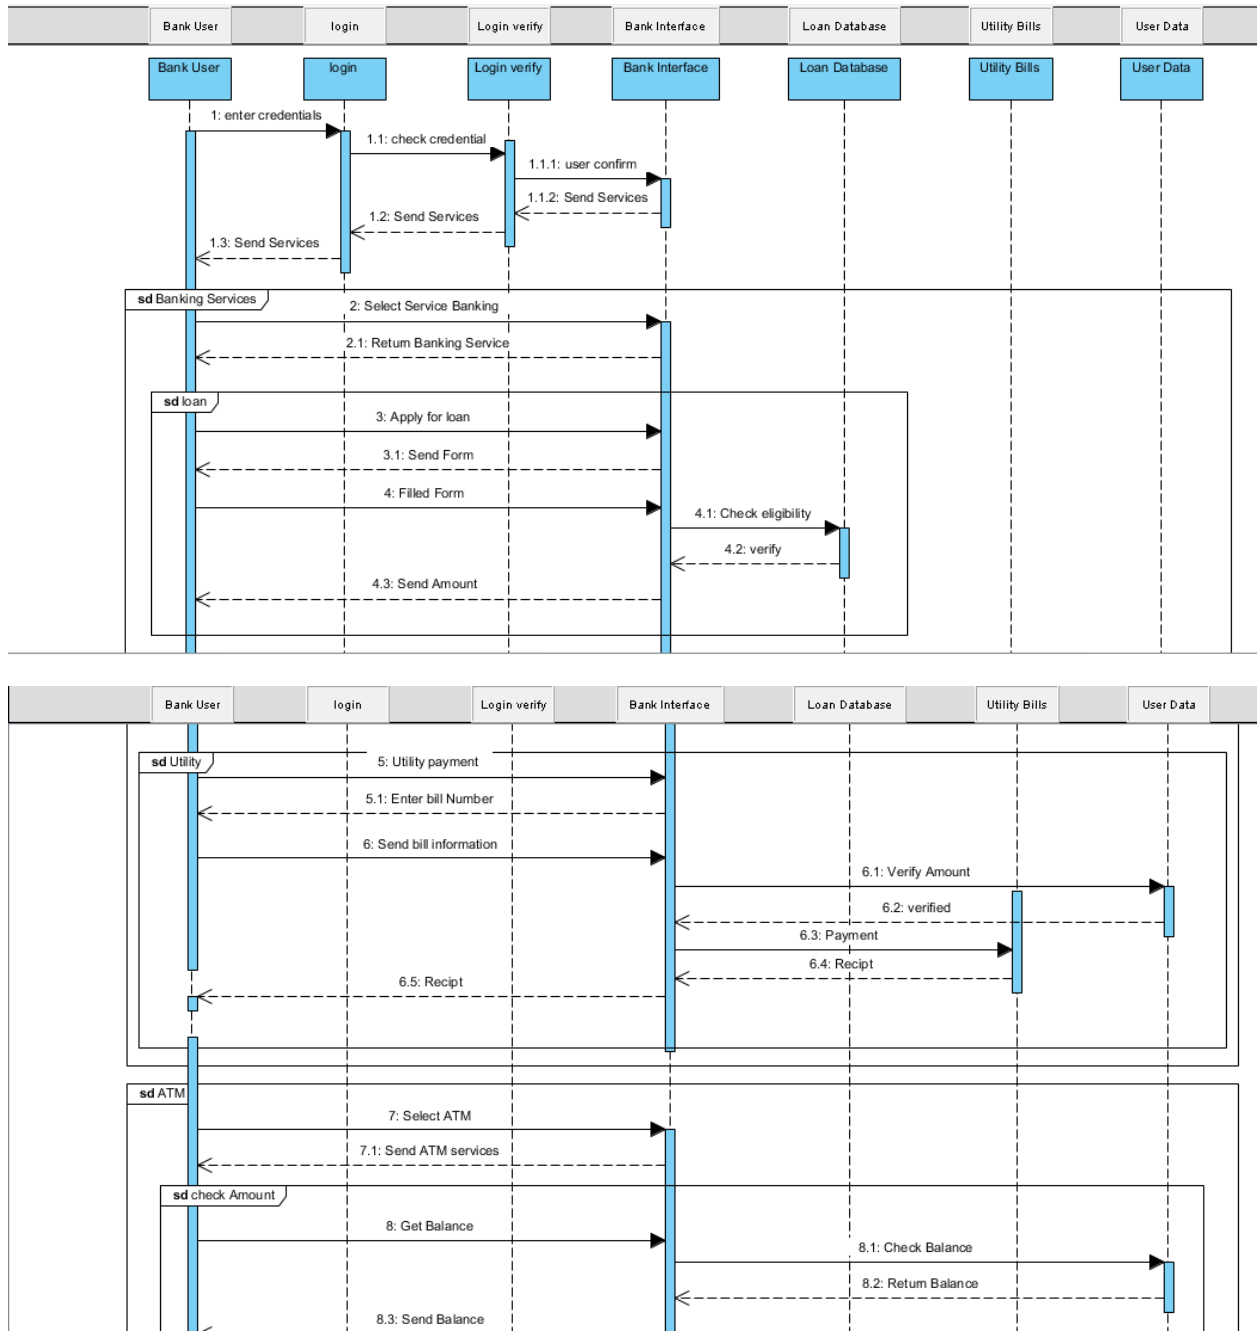 Bank User login Login verify Bank Interface Loan Database Utility Bills User Data
Bank User login Login verify Bank Interface Loan Database Utility Bills User Data
1: enter credentials
1.1: check credential
1.1.1: user confirm
1.1.2: Send Services
1.2: Send Services
1.3: Send Services
sd Banking Services
2: Select Service Banking
2.1: Return Banking Service
sd loan
3: Apply for loan
3.1: Send Form
4: Filled Form
4.1: Check eligibility
4.2: verify
4.3: Send Amount
Bank User login Login verify Bank Interface Loan Database Utility Bills User Data
sd Utility
5: Utility payment
5.1: Enter bill Number
6: Send bill information
6.1: Verify Amount
6.2: verified
6.3: Payment
6.4: Recipt
6.5: Recipt
sd ATM
7: Select ATM
7.1: Send ATM services
sd check Amount
8: Get Balance
8.1: Check Balance
8.2: Return Balance
8.3: Send Balance